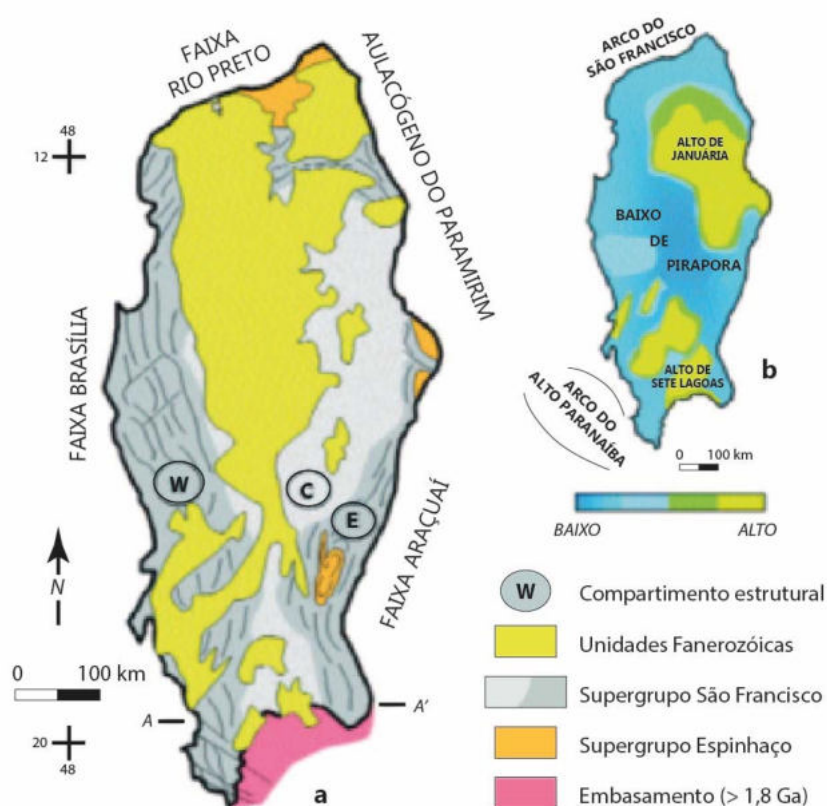 FAIXA
RIO PRETO
AULACÓGENO DO PARAMIRIM
48
12
FAIXA BRASÍLIA
W
C
E
FAIXA ARAÇUAÍ
N
0 100 km
A
A'
20
48
a
ARCO DO
SÃO FRANCISCO
ALTO DE
JANUÁRIA
BAIXO
DE
PIRAPORA
ALTO DE
SETE LAGOAS
b
ARCO DO
ALTO PARANAÍBA
0 100 km
BAIXO ALTO
W Compartimento estrutural
Unidades Fanerozóicas
Supergrupo São Francisco
Supergrupo Espinhaço
Embasamento (> 1,8 Ga)